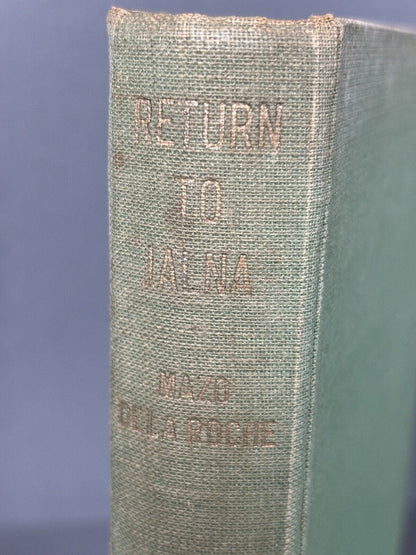 RETURN
TO
JALNA
MAZO
DE LA ROCHE